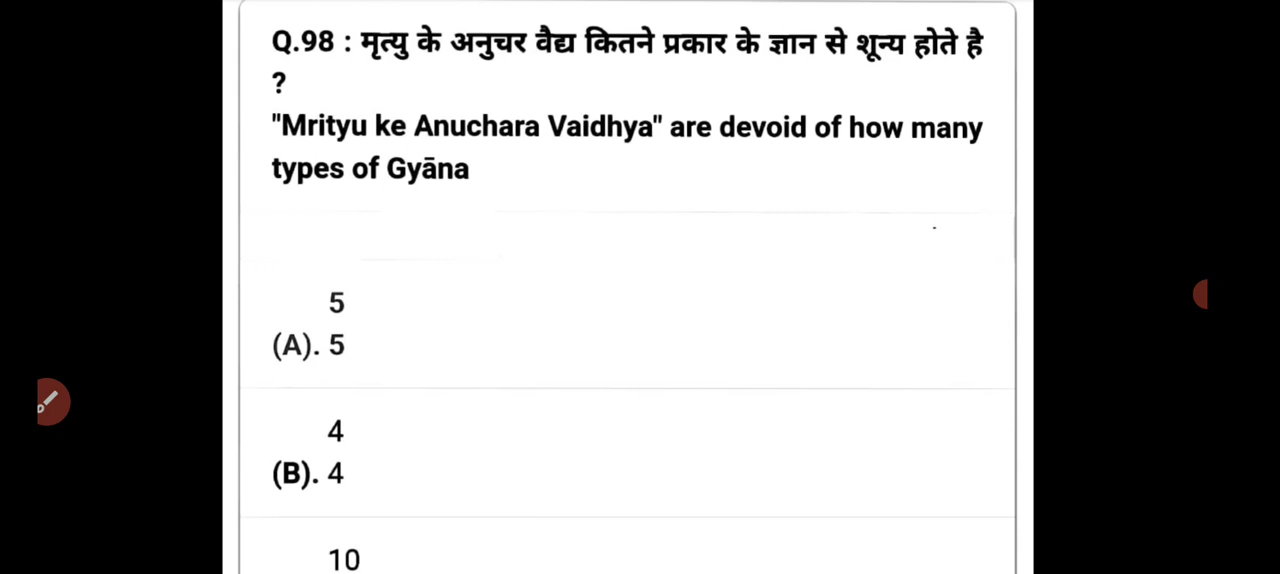 Q.98 : मृत्यु के अनुचर वैद्य कितने प्रकार के ज्ञान से शून्य होते है
?
"Mrityu ke Anuchara Vaidhya" are devoid of how many
types of Gyāna
5
(A). 5
4
(B). 4
10